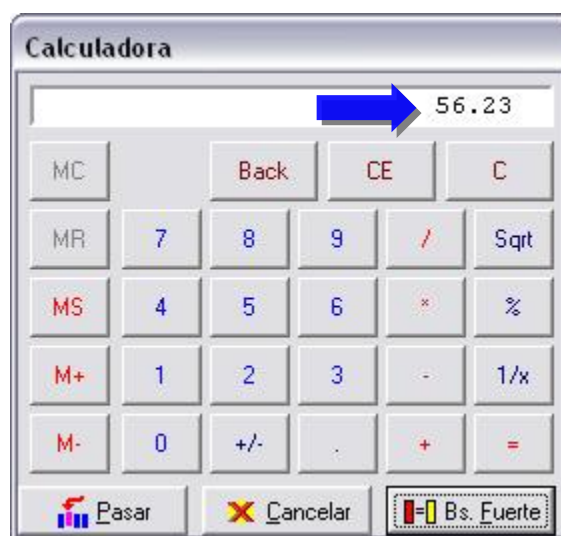 Calculadora
56.23
MC Back CE C
MR 7 8 9 / Sqrt
MS 4 5 6 * %
M+ 1 2 3 - 1/x
M- 0 +/- . + =
Pasar Cancelar Bs. Fuerte